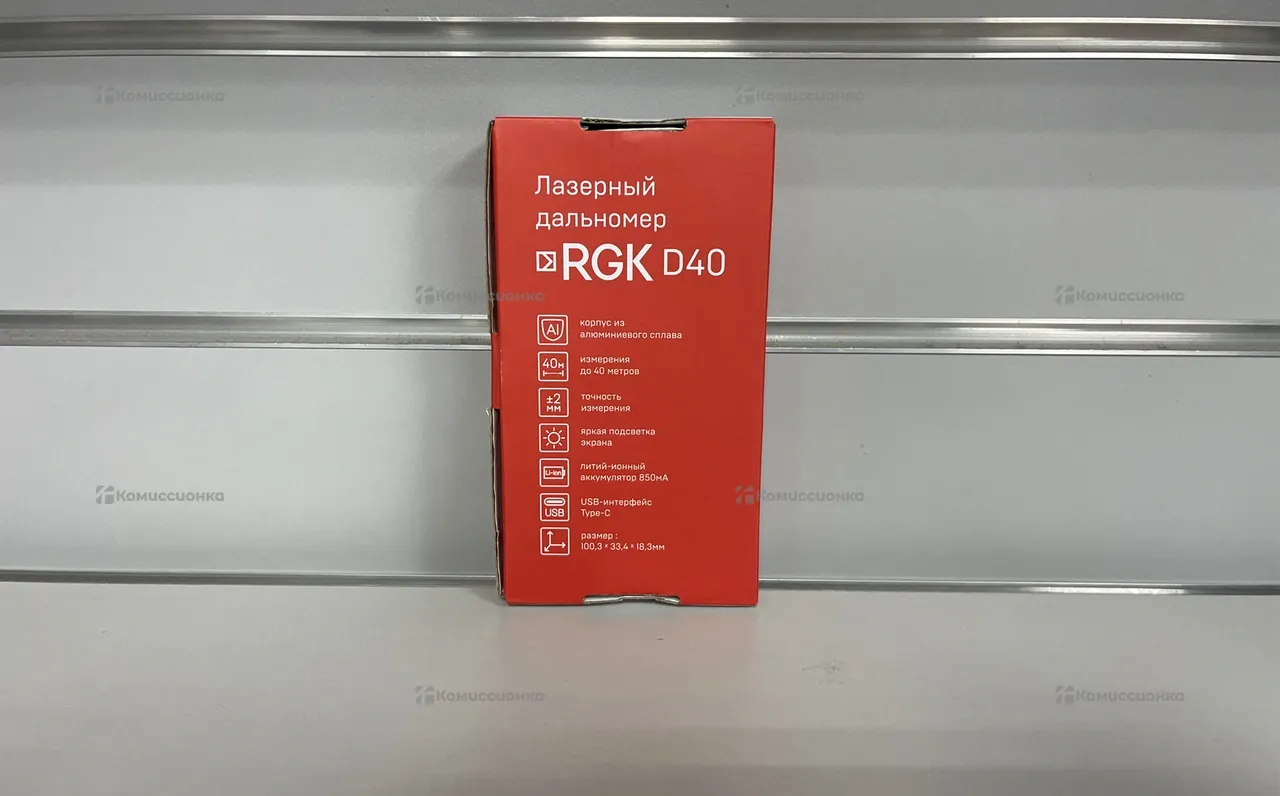 Комиссионка
Комиссионка
Лазерный
дальномер
RGK D40
Комиссионка
Комиссионка
Al
корпус из
алюминиевого сплава
40м
измерения
до 40 метров
±2
мм
точность
измерения
яркая подсветка
экрана
Li-ion
литий-ионный
аккумулятор 850мА
Комиссионка
Комиссионка
USB
USB-интерфейс
Type-C
размер :
100,3 × 33,4 × 18,3мм
Комиссионка
Комиссионка